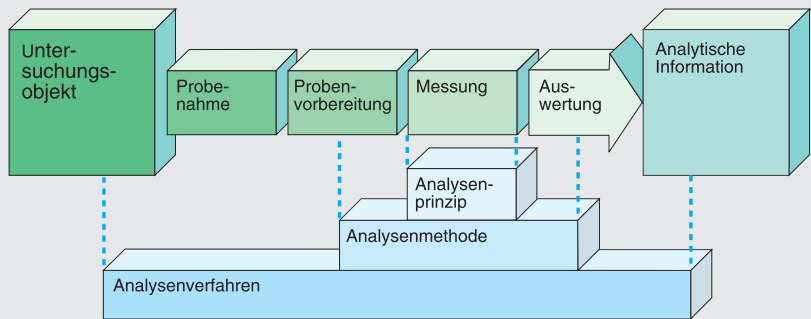 Unter-
suchungs-
objekt
Probe-
nahme
Proben-
vorbereitung
Messung
Aus-
wertung
Analytische
Information
Analysen-
prinzip
Analysenmethode
Analysenverfahren